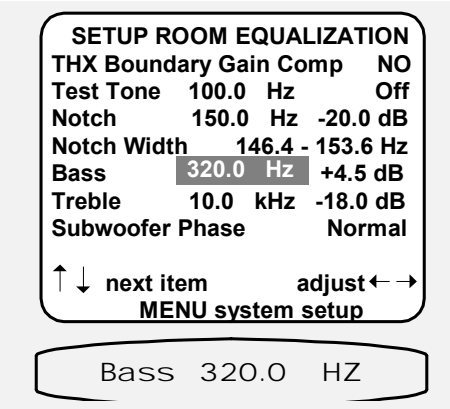 SETUP ROOM EQUALIZATION
THX Boundary Gain Comp NO
Test Tone 100.0 Hz Off
Notch 150.0 Hz -20.0 dB
Notch Width 146.4 - 153.6 Hz
Bass 320.0 Hz +4.5 dB
Treble 10.0 kHz -18.0 dB
Subwoofer Phase Normal
↑↓ next item adjust←→
MENU system setup
Bass 320.0 HZ